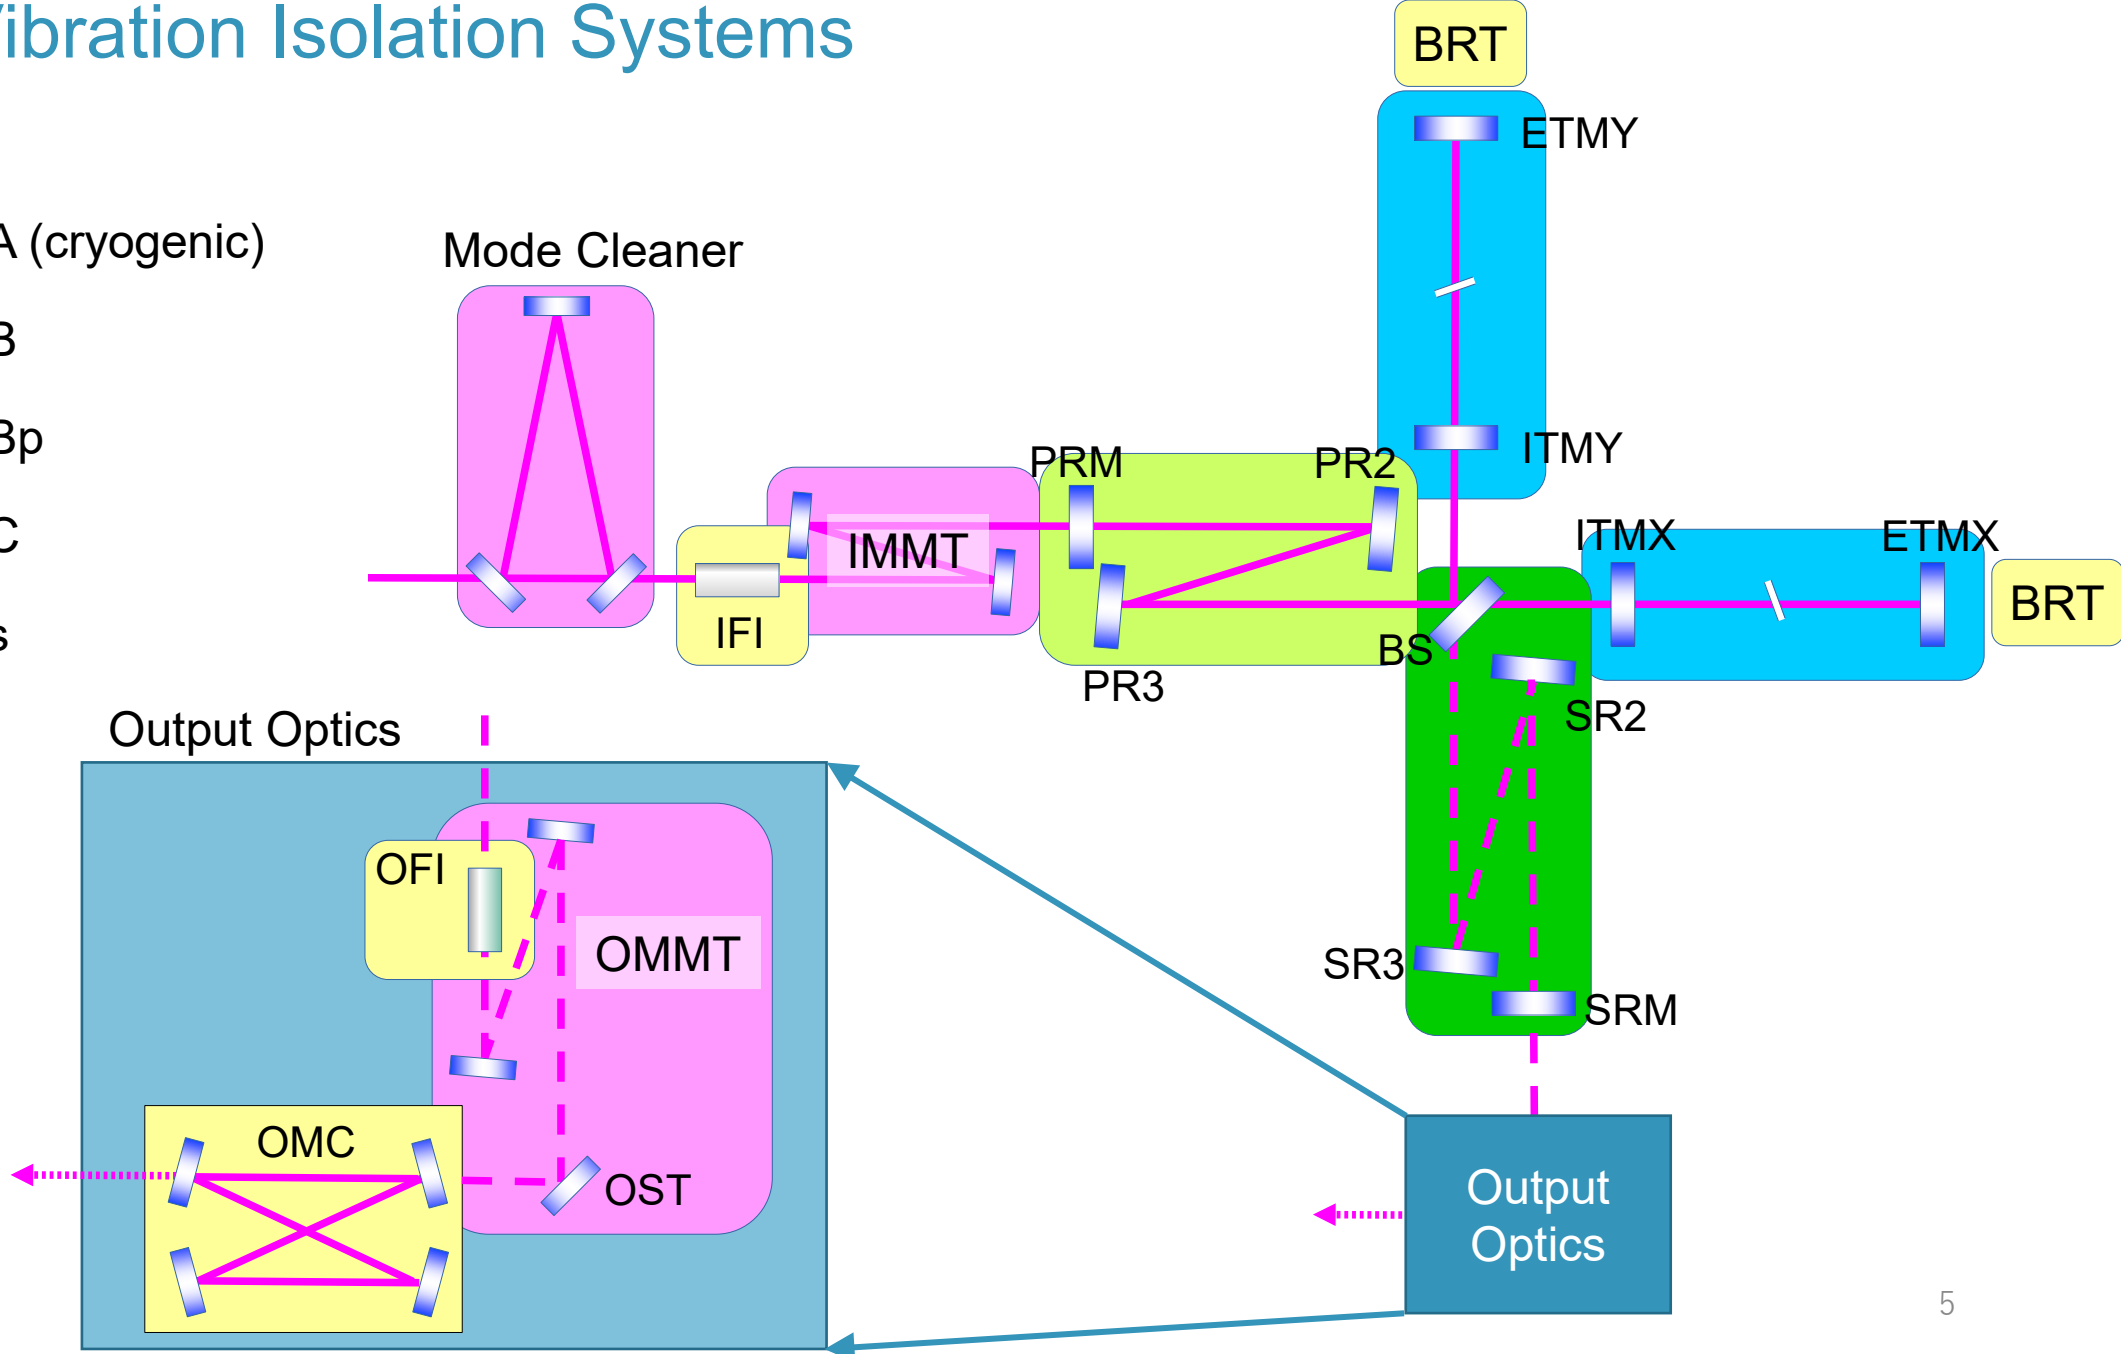 ibration Isolation Systems
BRT
ETMY
A (cryogenic)
Mode Cleaner
B
Bp
PRM
PR2
ITMY
C
IMMT
ITMX
ETMX
BRT
s
IFI
BS
PR3
SR2
Output Optics
OFI
OMMT
SR3
SRM
OMC
OST
Output
Optics
5